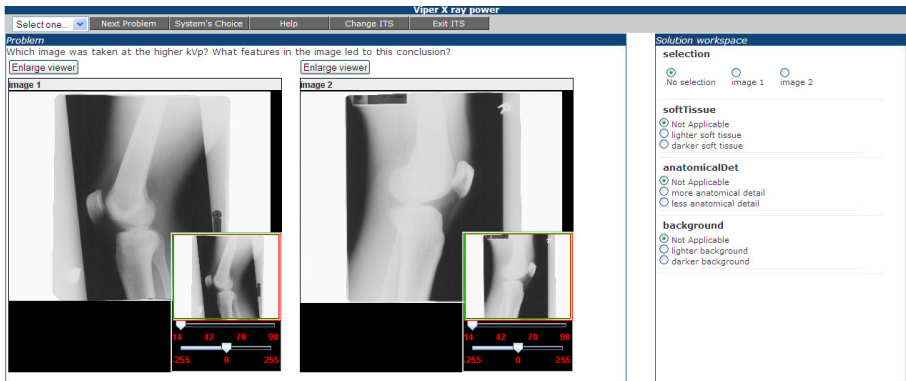 Viper X ray power
Select one... Next Problem System's Choice Help Change ITS Exit ITS
Problem
Which image was taken at the higher kVp? What features in the image led to this conclusion?
Enlarge viewer Enlarge viewer
image 1 image 2
14 42 70 98 14 42 70 98
-255 0 255 -255 0 255
Solution workspace
selection
No selection image 1 image 2
softTissue
Not Applicable
lighter soft tissue
darker soft tissue
anatomicalDet
Not Applicable
more anatomical detail
less anatomical detail
background
Not Applicable
lighter background
darker background